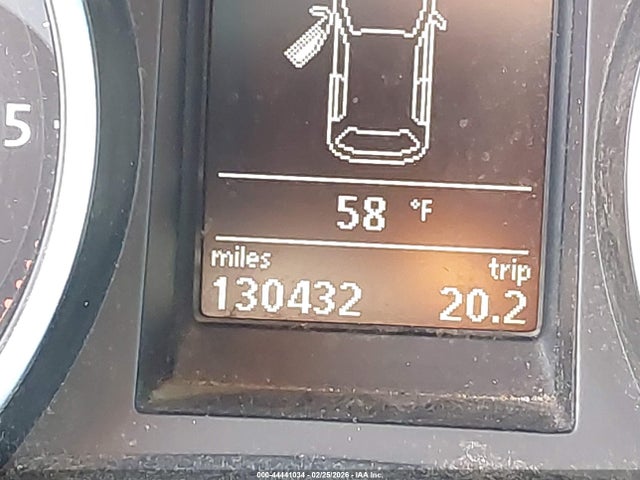 5
58 °F
miles trip
130432 20.2
000-44441034 - 02/25/2026 - IAA Inc.